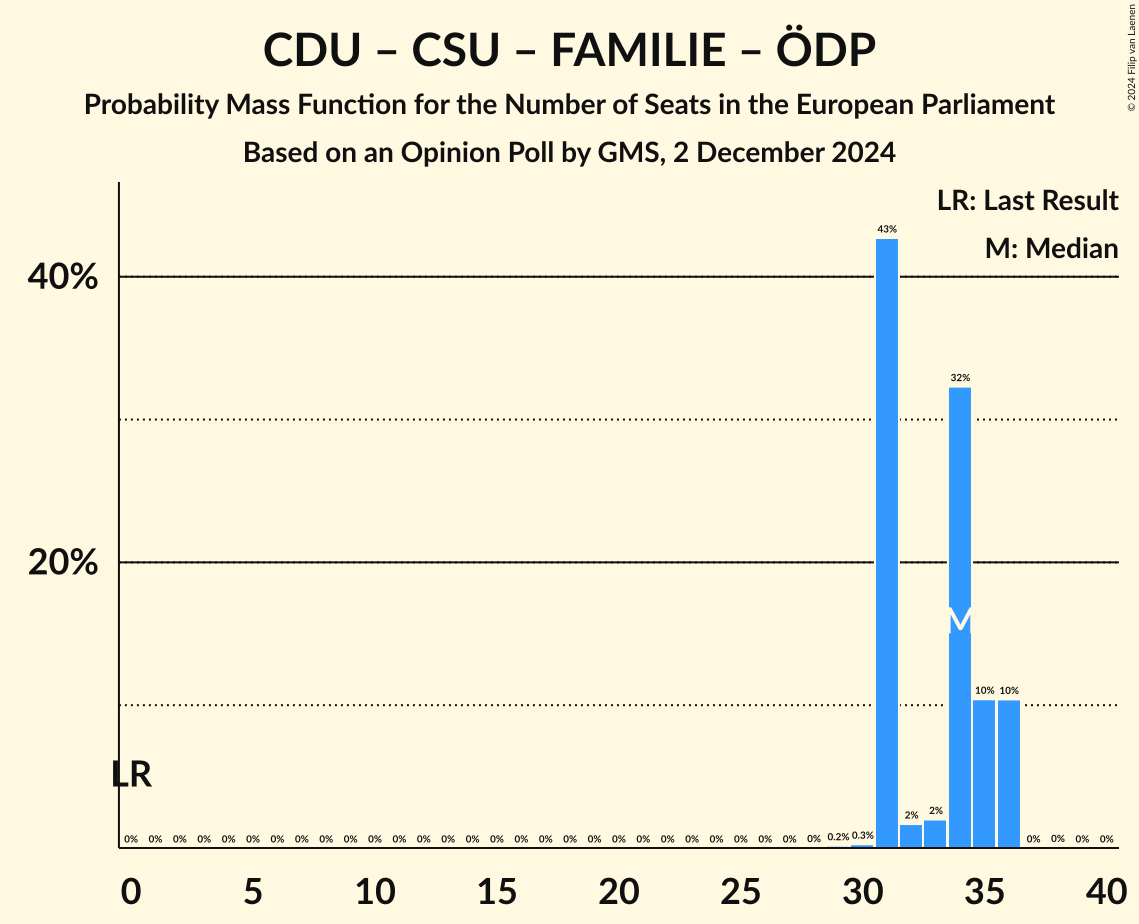 CDU – CSU – FAMILIE – ÖDP
Probability Mass Function for the Number of Seats in the European Parliament
Based on an Opinion Poll by GMS, 2 December 2024
© 2024 Filip van Laenen
LR: Last Result
M: Median
43%
40%
32%
20%
M
10% 10%
LR
0% 0% 0% 0% 0% 0% 0% 0% 0% 0% 0% 0% 0% 0% 0% 0% 0% 0% 0% 0% 0% 0% 0% 0% 0% 0% 0% 0% 0% 0.2% 0.3% 2% 2% 0% 0% 0% 0%
0 5 10 15 20 25 30 35 40